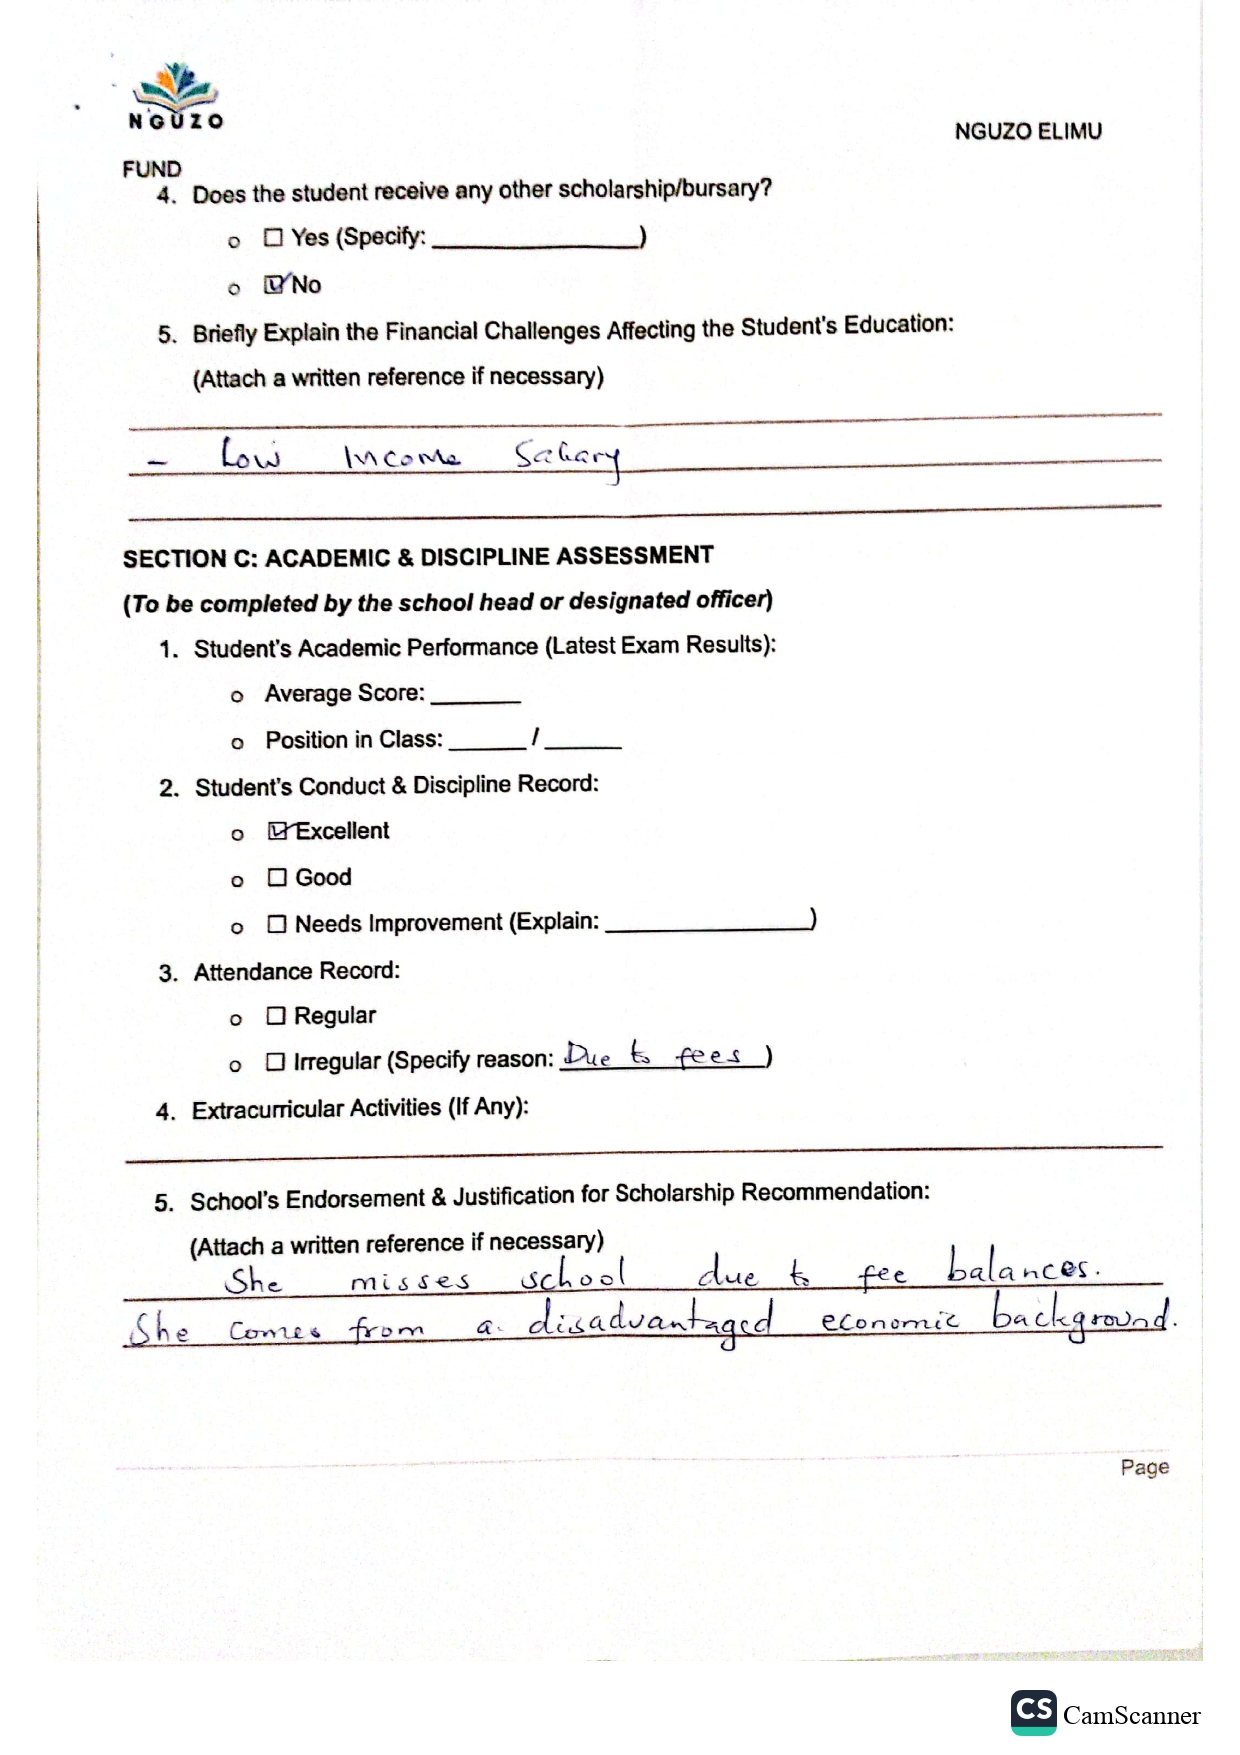 NGUZO
NGUZO ELIMU
FUND
4. Does the student receive any other scholarship/bursary?
o ☐ Yes (Specify: _______________)
o ☑ No
5. Briefly Explain the Financial Challenges Affecting the Student's Education:
(Attach a written reference if necessary)
- Low Income Salary
SECTION C: ACADEMIC & DISCIPLINE ASSESSMENT
(To be completed by the school head or designated officer)
1. Student's Academic Performance (Latest Exam Results):
o Average Score: _______
o Position in Class: ______ / ______
2. Student's Conduct & Discipline Record:
o ☑ Excellent
o ☐ Good
o ☐ Needs Improvement (Explain: _______________)
3. Attendance Record:
o ☐ Regular
o ☐ Irregular (Specify reason: Due to fees)
4. Extracurricular Activities (If Any):
5. School's Endorsement & Justification for Scholarship Recommendation:
(Attach a written reference if necessary)
She misses school due to fee balances.
She comes from a disadvantaged economic background.
Page
CS CamScanner